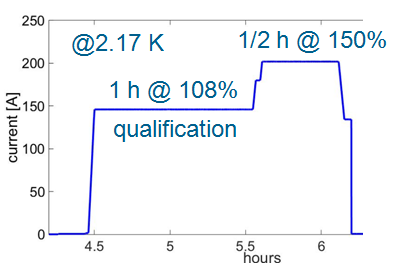 250
200
150
100
50
0
current [A]
@2.17 K
1/2 h @ 150%
1 h @ 108%
qualification
4.5
5
5.5
6
hours